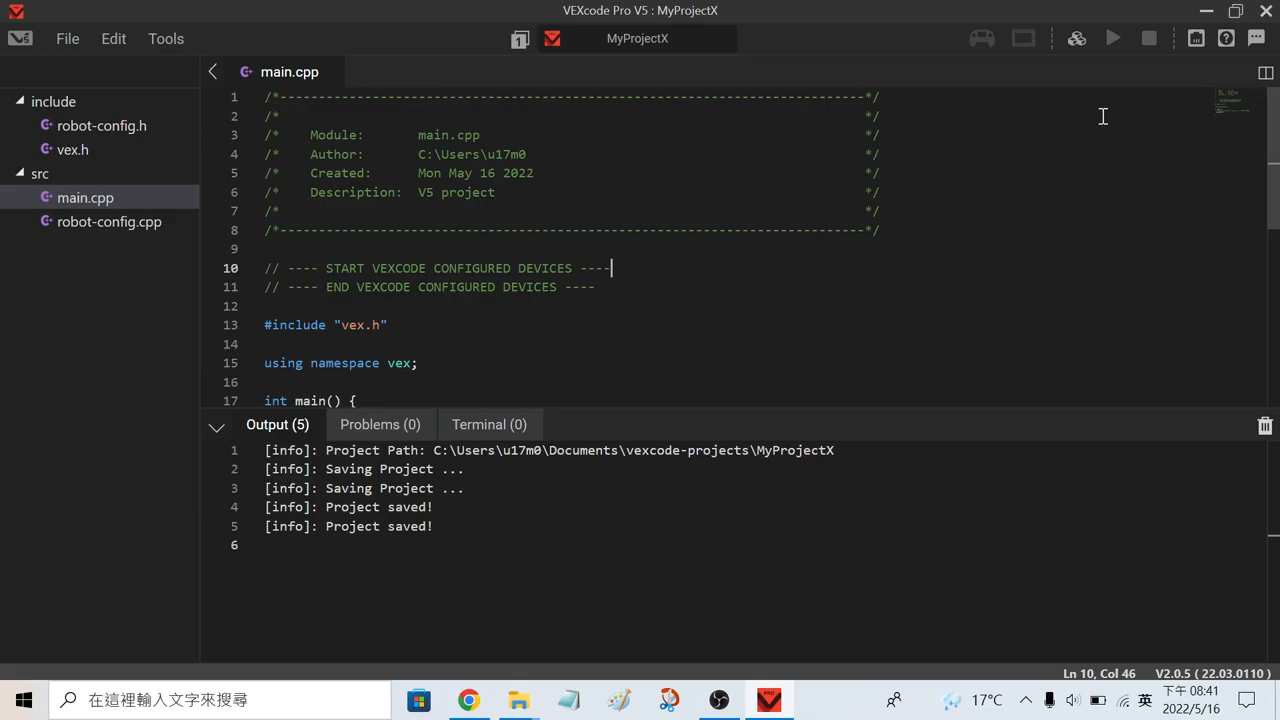 VEXcode Pro V5 : MyProjectX
V5 File Edit Tools 1 MyProjectX
main.cpp
include
robot-config.h
vex.h
src
main.cpp
robot-config.cpp
1 /*----------------------------------------------------------------------------*/
2 /* */
3 /* Module: main.cpp */
4 /* Author: C:\Users\u17m0 */
5 /* Created: Mon May 16 2022 */
6 /* Description: V5 project */
7 /* */
8 /*----------------------------------------------------------------------------*/
9
10 // ---- START VEXCODE CONFIGURED DEVICES ----
11 // ---- END VEXCODE CONFIGURED DEVICES ----
12
13 #include "vex.h"
14
15 using namespace vex;
16
17 int main() {
Output (5) Problems (0) Terminal (0)
1 [info]: Project Path: C:\Users\u17m0\Documents\vexcode-projects\MyProjectX
2 [info]: Saving Project ...
3 [info]: Saving Project ...
4 [info]: Project saved!
5 [info]: Project saved!
6
Ln 10, Col 46 V2.0.5 ( 22.03.0110 )
在這裡輸入文字來搜尋 PRO 17°C 英 下午 08:41
2022/5/16